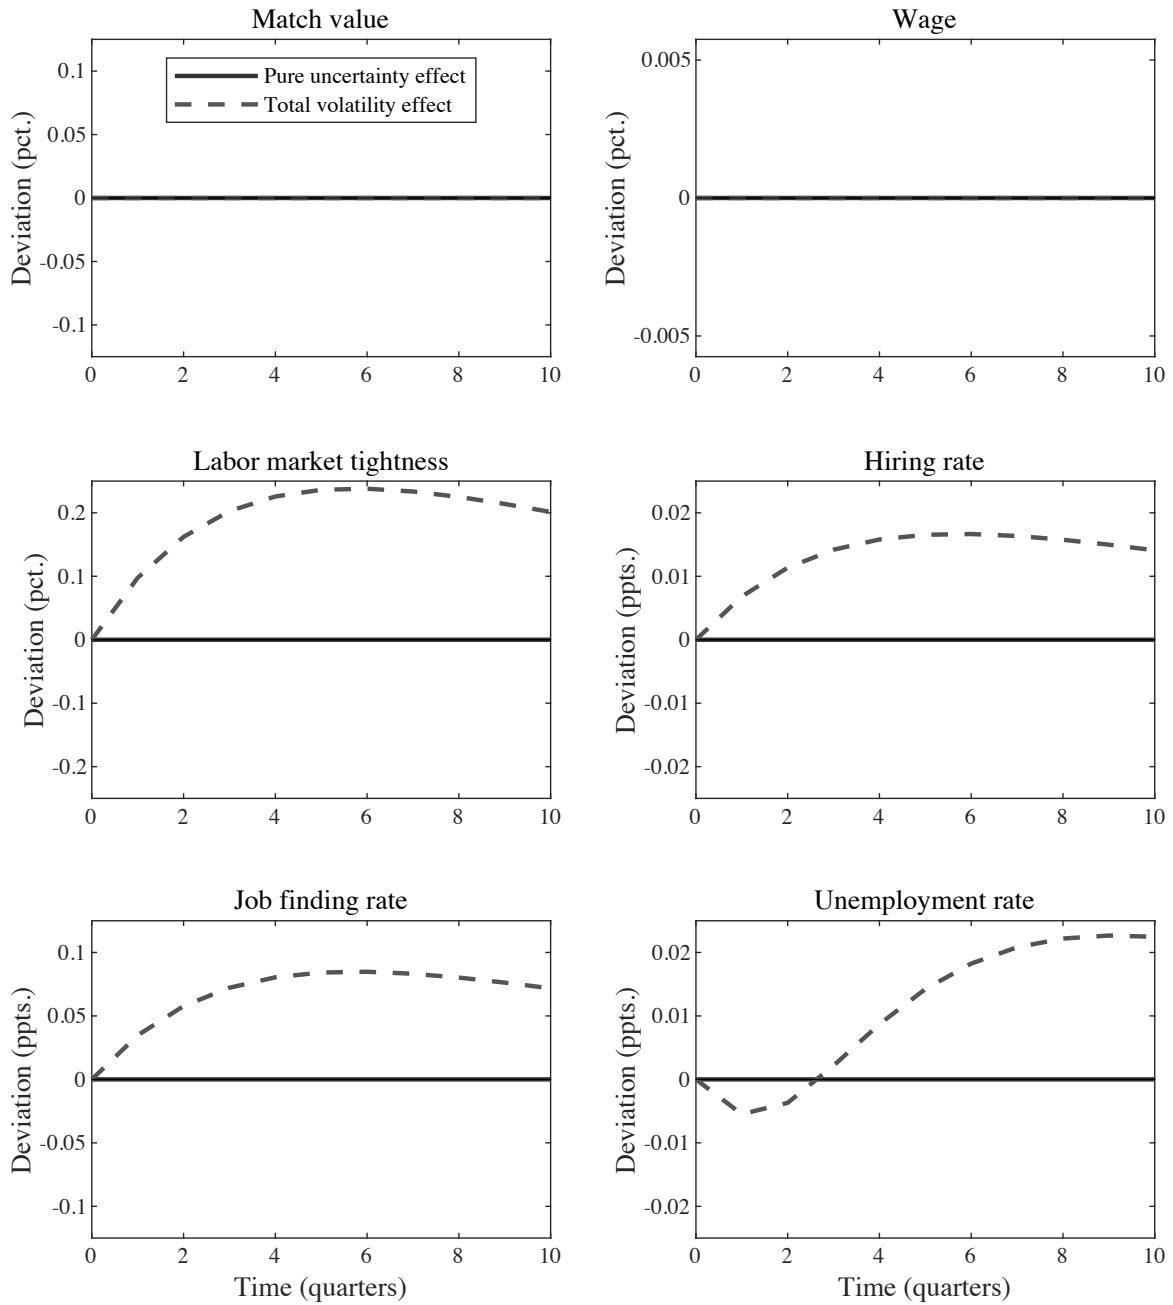 Match value
Deviation (pct.)
0.1
0.05
0
-0.05
-0.1
Pure uncertainty effect
Total volatility effect
0 2 4 6 8 10
Wage
Deviation (pct.)
0.005
0
-0.005
0 2 4 6 8 10
Labor market tightness
Deviation (pct.)
0.2
0.1
0
-0.1
-0.2
0 2 4 6 8 10
Hiring rate
Deviation (ppts.)
0.02
0.01
0
-0.01
-0.02
0 2 4 6 8 10
Job finding rate
Deviation (ppts.)
0.1
0.05
0
-0.05
-0.1
0 2 4 6 8 10
Time (quarters)
Unemployment rate
Deviation (ppts.)
0.02
0.01
0
-0.01
-0.02
0 2 4 6 8 10
Time (quarters)